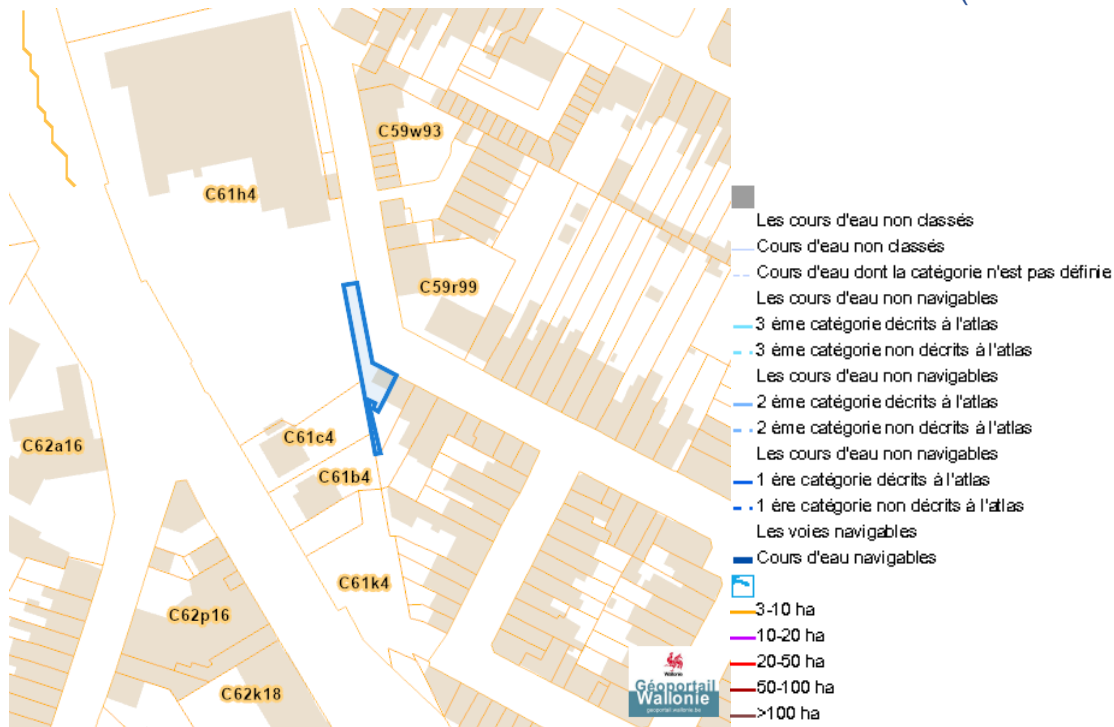 C59w93
C61h4
C59r99
C62a16
C61c4
C61b4
C61k4
C62p16
C62k18
Wallonie
Géoportail
Wallonie
geoportail.wallonie.be
Les cours d'eau non classés
Cours d'eau non classés
Cours d'eau dont la catégorie n'est pas définie
Les cours d'eau non navigables
3 ème catégorie décrits à l'atlas
3 ème catégorie non décrits à l'atlas
Les cours d'eau non navigables
2 ème catégorie décrits à l'atlas
2 ème catégorie non décrits à l'atlas
Les cours d'eau non navigables
1 ère catégorie décrits à l'atlas
1 ère catégorie non décrits à l'atlas
Les voies navigables
Cours d'eau navigables
3-10 ha
10-20 ha
20-50 ha
50-100 ha
>100 ha